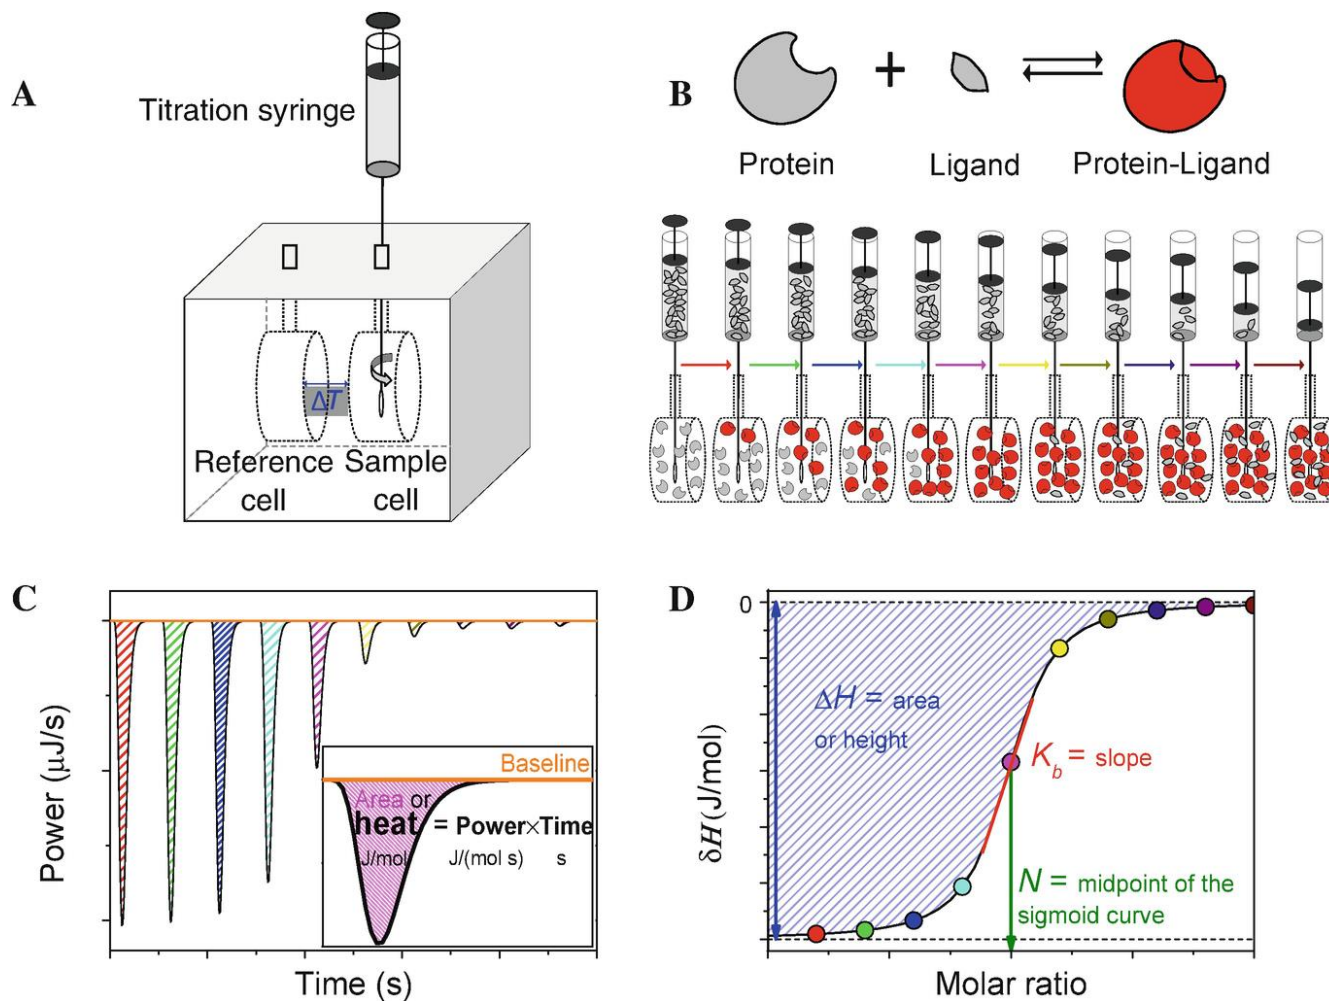 A
Titration syringe
ΔT
Reference Sample
cell cell
B
Protein
Ligand
Protein-Ligand
C
Power (μJ/s)
Time (s)
Baseline
Area or
heat = Power×Time
J/mol J/(mol s) s
D
0
δH(J/mol)
ΔH = area
or height
K_b = slope
N = midpoint of the
sigmoid curve
Molar ratio